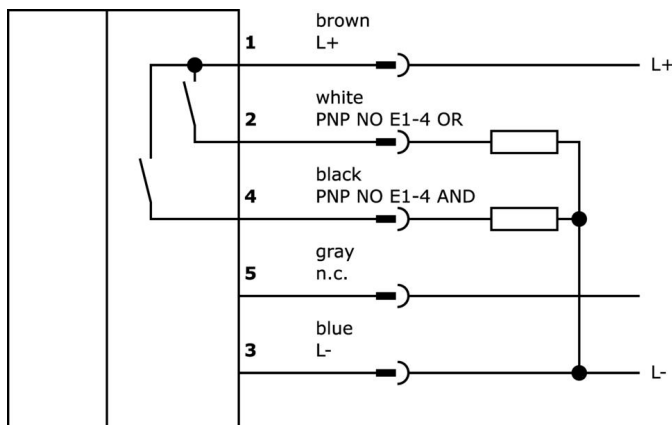 brown
1 L+
L+
white
2 PNP NO E1-4 OR
black
4 PNP NO E1-4 AND
gray
5 n.c.
blue
3 L-
L-